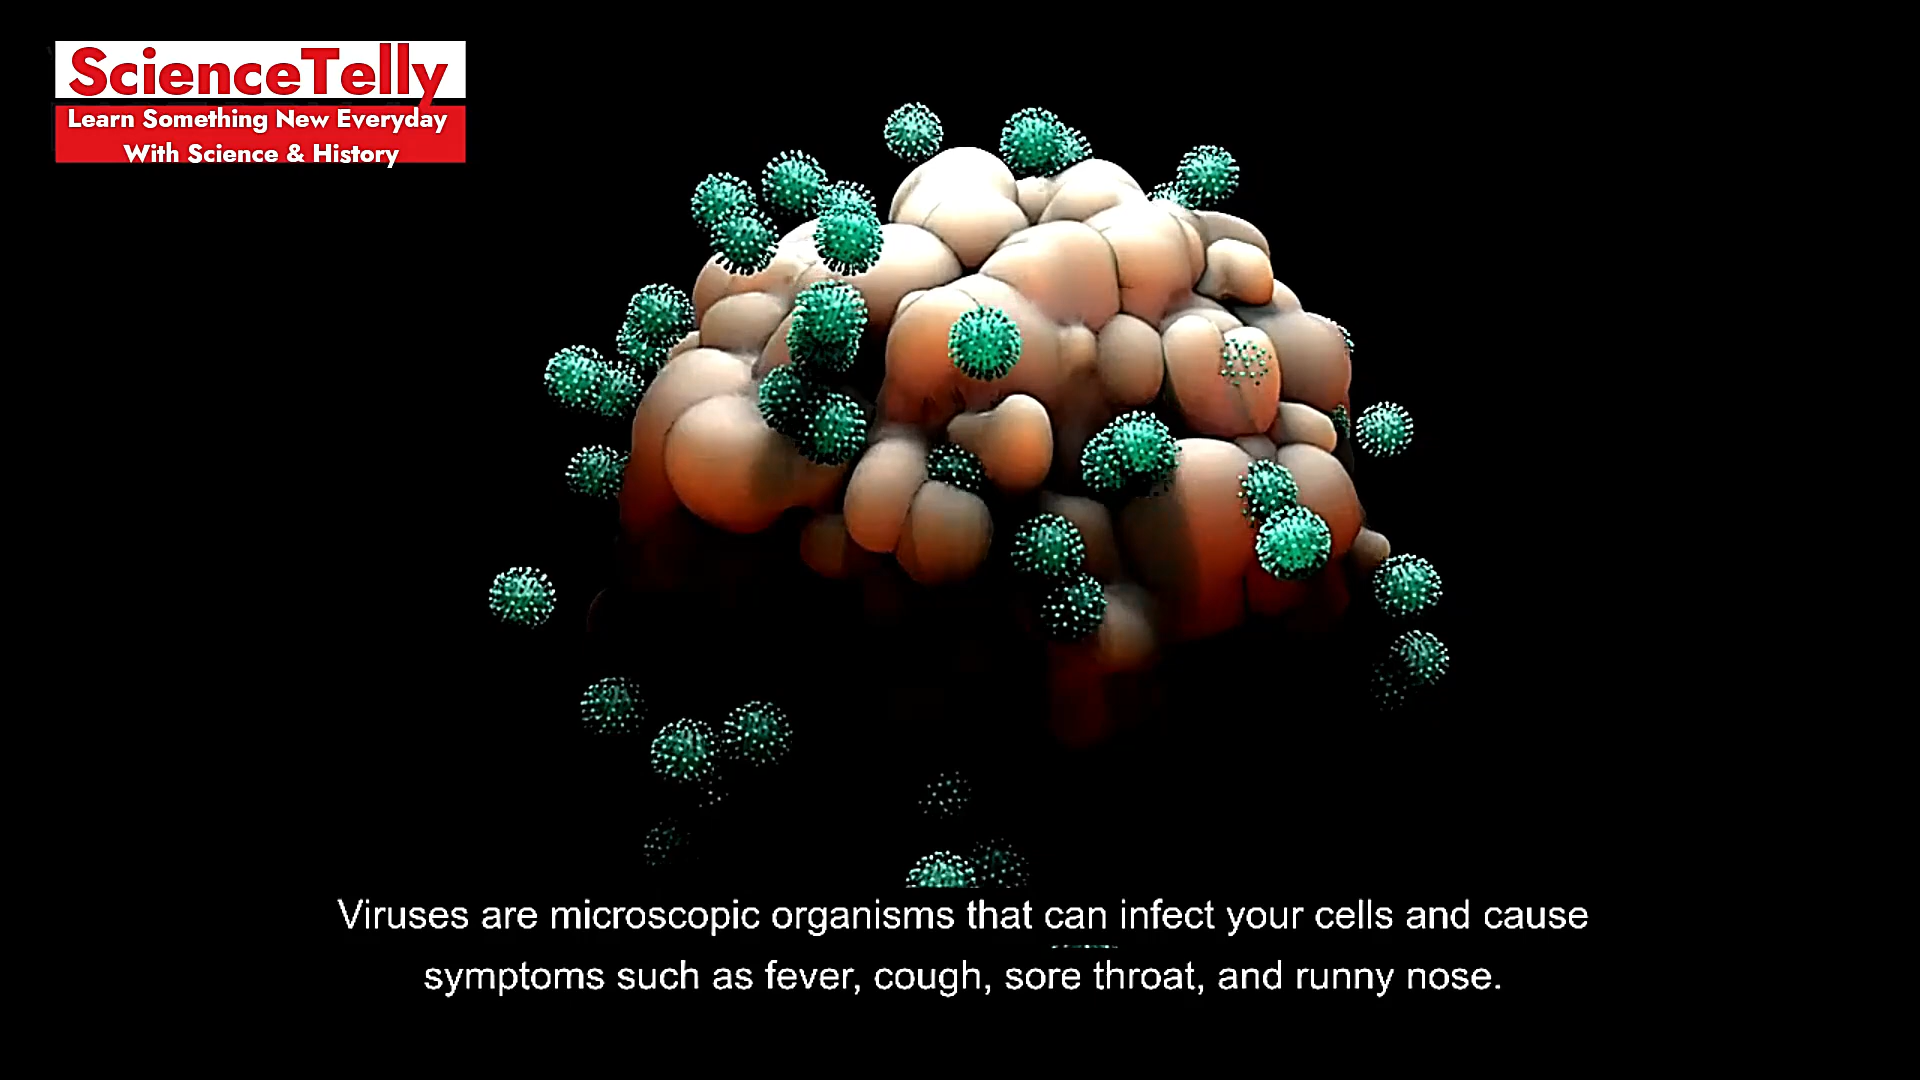 ScienceTelly
Learn Something New Everyday
With Science & History
Viruses are microscopic organisms that can infect your cells and cause
symptoms such as fever, cough, sore throat, and runny nose.